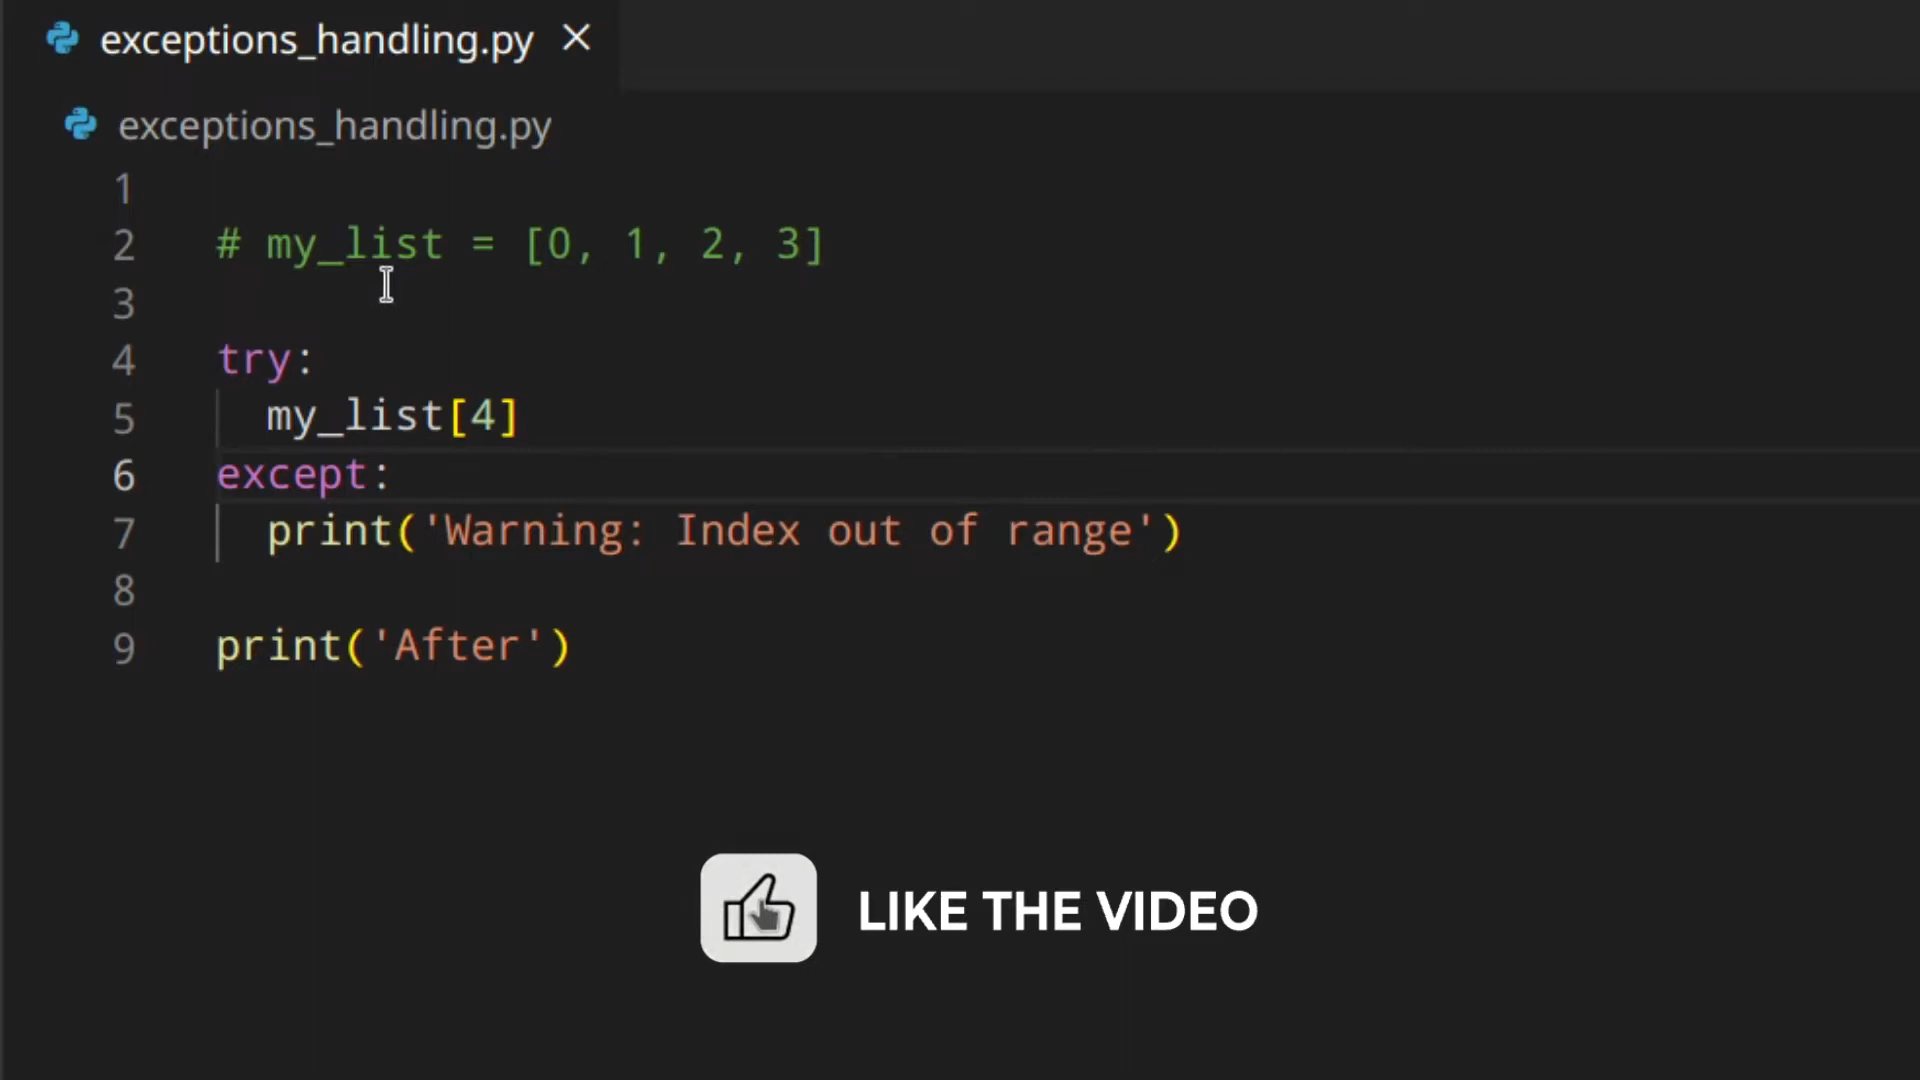 exceptions_handling.py
exceptions_handling.py
1
2 # my_list = [0, 1, 2, 3]
3
4 try:
5 my_list[4]
6 except:
7 print('Warning: Index out of range')
8
9 print('After')
LIKE THE VIDEO